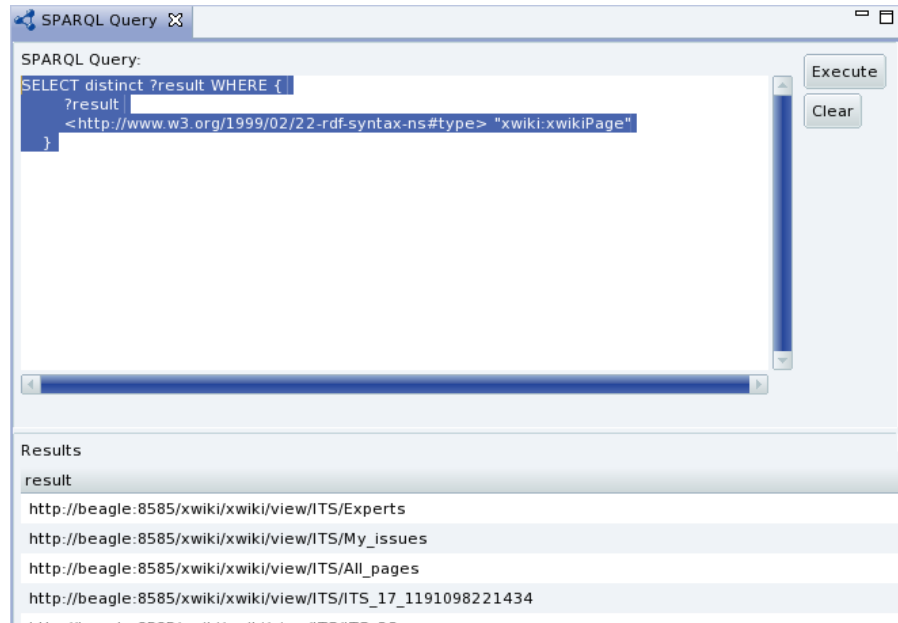 SPARQL Query
SPARQL Query:
Execute
SELECT distinct ?result WHERE {
?result
<http://www.w3.org/1999/02/22-rdf-syntax-ns#type> "xwiki:xwikiPage"
}
Clear
Results
result
http://beagle:8585/xwiki/xwiki/view/ITS/Experts
http://beagle:8585/xwiki/xwiki/view/ITS/My_issues
http://beagle:8585/xwiki/xwiki/view/ITS/All_pages
http://beagle:8585/xwiki/xwiki/view/ITS/ITS_17_1191098221434